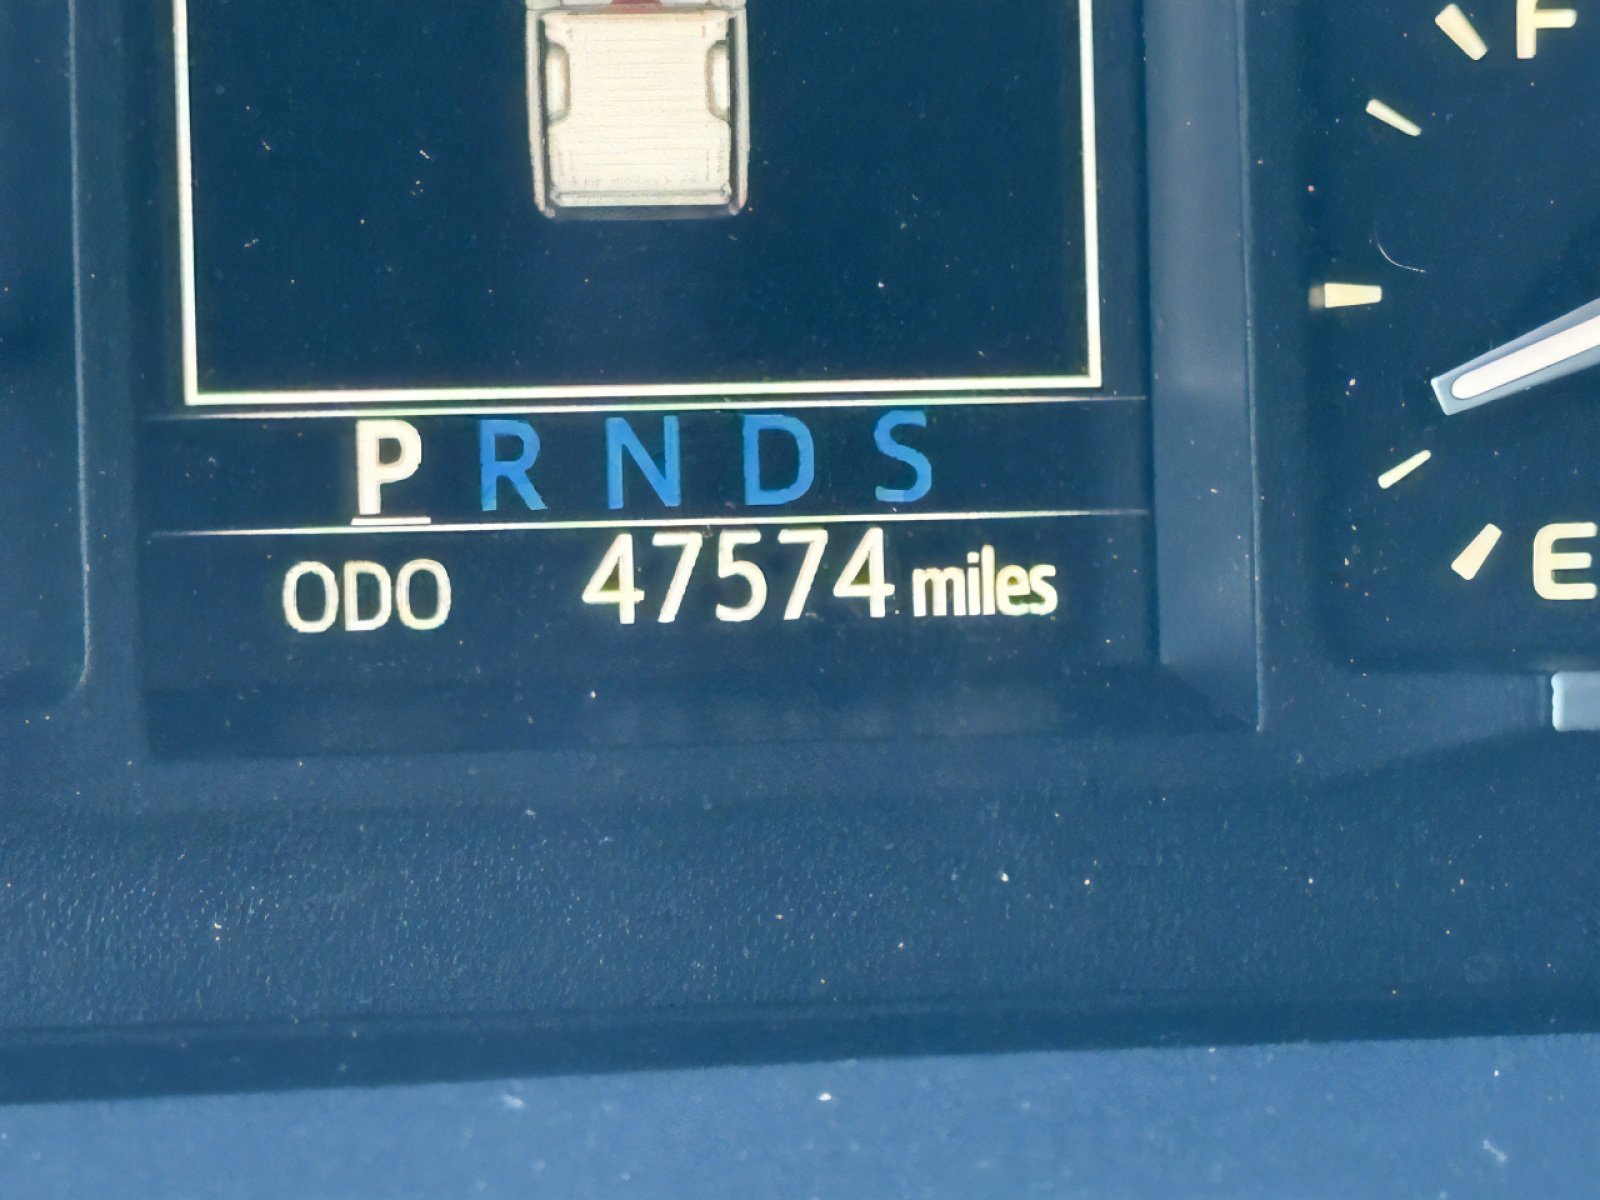 F
P R N D S
ODO 47574 miles
E